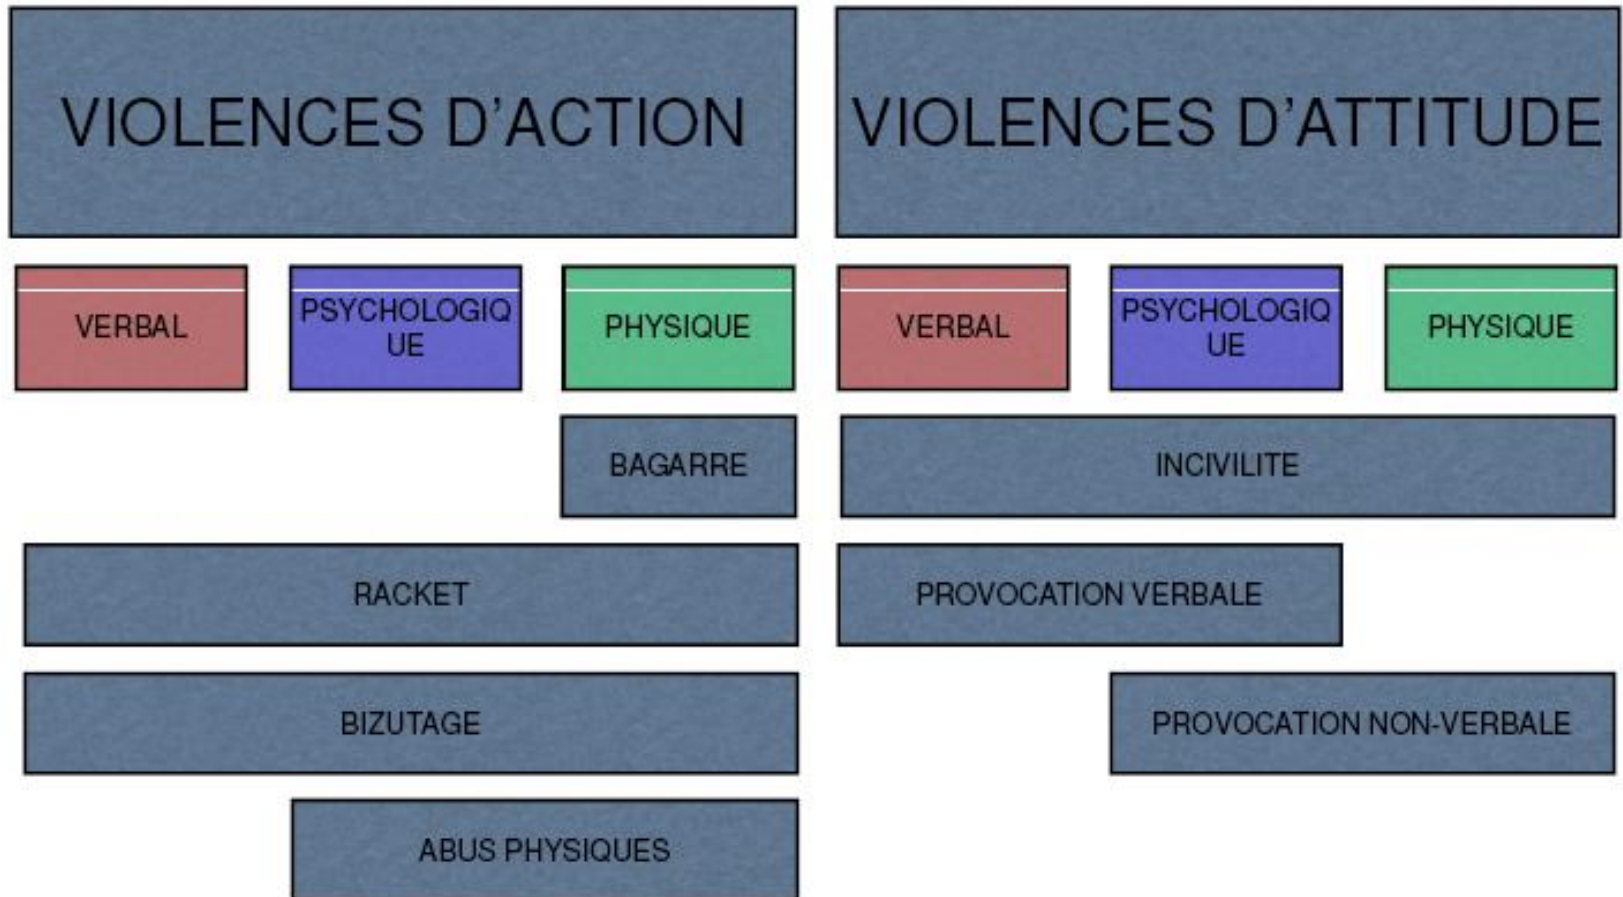 VIOLENCES D'ACTION
VIOLENCES D'ATTITUDE
VERBAL
PSYCHOLOGIQ
UE
PHYSIQUE
VERBAL
PSYCHOLOGIQ
UE
PHYSIQUE
BAGARRE
INCIVILITE
RACKET
PROVOCATION VERBALE
BIZUTAGE
PROVOCATION NON-VERBALE
ABUS PHYSIQUES